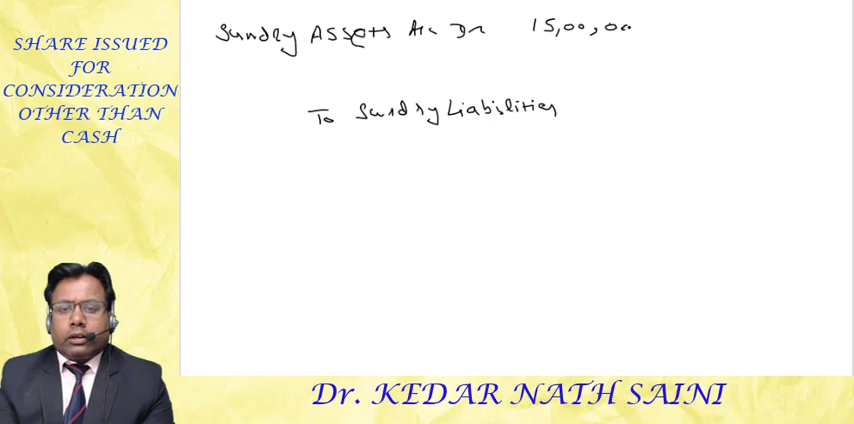 SHARE ISSUED
FOR
CONSIDERATION
OTHER THAN
CASH
Sundry Assets A/c Dr 15,00,00
To Sundry Liabilities
Dr. KEDAR NATH SAINI